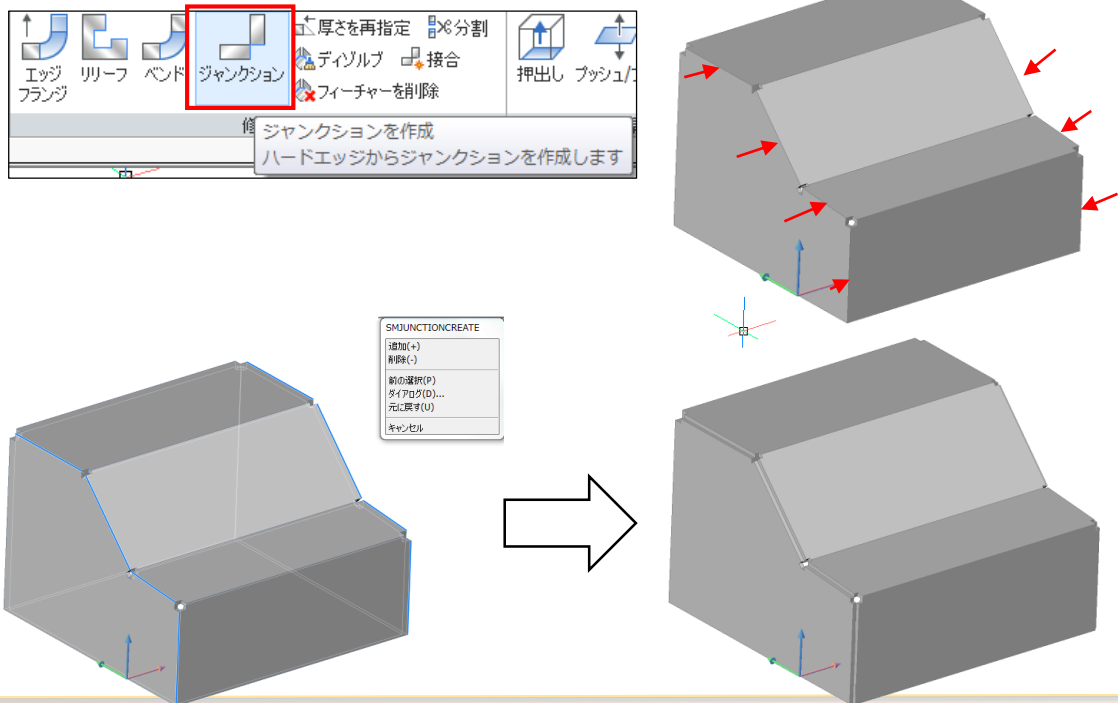 エッジ
フランジ
リリーフ
ベンド
ジャンクション
厚さを再指定
分割
ディゾルブ
接合
フィーチャーを削除
押出し
プッシュ/
修
ジャンクションを作成
ハードエッジからジャンクションを作成します
SMJUNCTIONCREATE
追加(+)
削除(-)
前の選択(P)
ダイアログ(D)...
元に戻す(U)
キャンセル